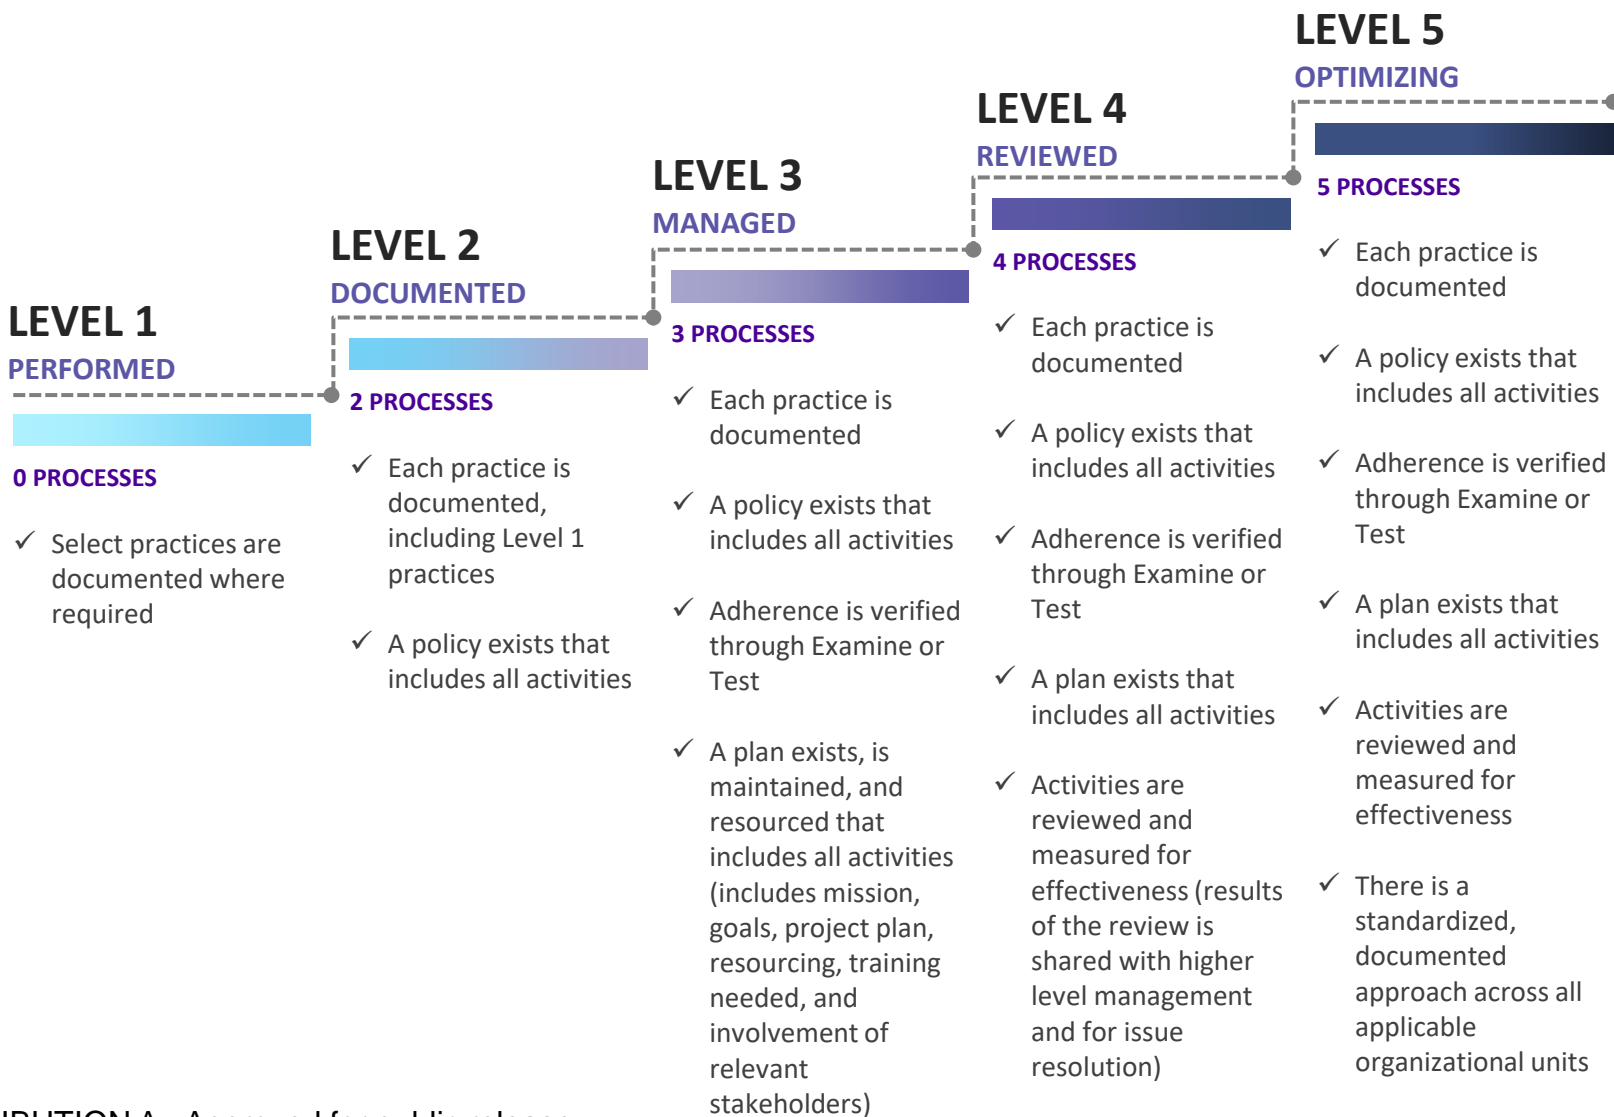 LEVEL 1
PERFORMED
0 PROCESSES
✓ Select practices are
documented where
required
LEVEL 2
DOCUMENTED
2 PROCESSES
✓ Each practice is
documented,
including Level 1
practices
✓ A policy exists that
includes all activities
LEVEL 3
MANAGED
3 PROCESSES
✓ Each practice is
documented
✓ A policy exists that
includes all activities
✓ Adherence is verified
through Examine or
Test
✓ A plan exists, is
maintained, and
resourced that
includes all activities
(includes mission,
goals, project plan,
resourcing, training
needed, and
involvement of
relevant
stakeholders)
LEVEL 4
REVIEWED
4 PROCESSES
✓ Each practice is
documented
✓ A policy exists that
includes all activities
✓ Adherence is verified
through Examine or
Test
✓ A plan exists that
includes all activities
✓ Activities are
reviewed and
measured for
effectiveness (results
of the review is
shared with higher
level management
and for issue
resolution)
LEVEL 5
OPTIMIZING
5 PROCESSES
✓ Each practice is
documented
✓ A policy exists that
includes all activities
✓ Adherence is verified
through Examine or
Test
✓ A plan exists that
includes all activities
✓ Activities are
reviewed and
measured for
effectiveness
✓ There is a
standardized,
documented
approach across all
applicable
organizational units